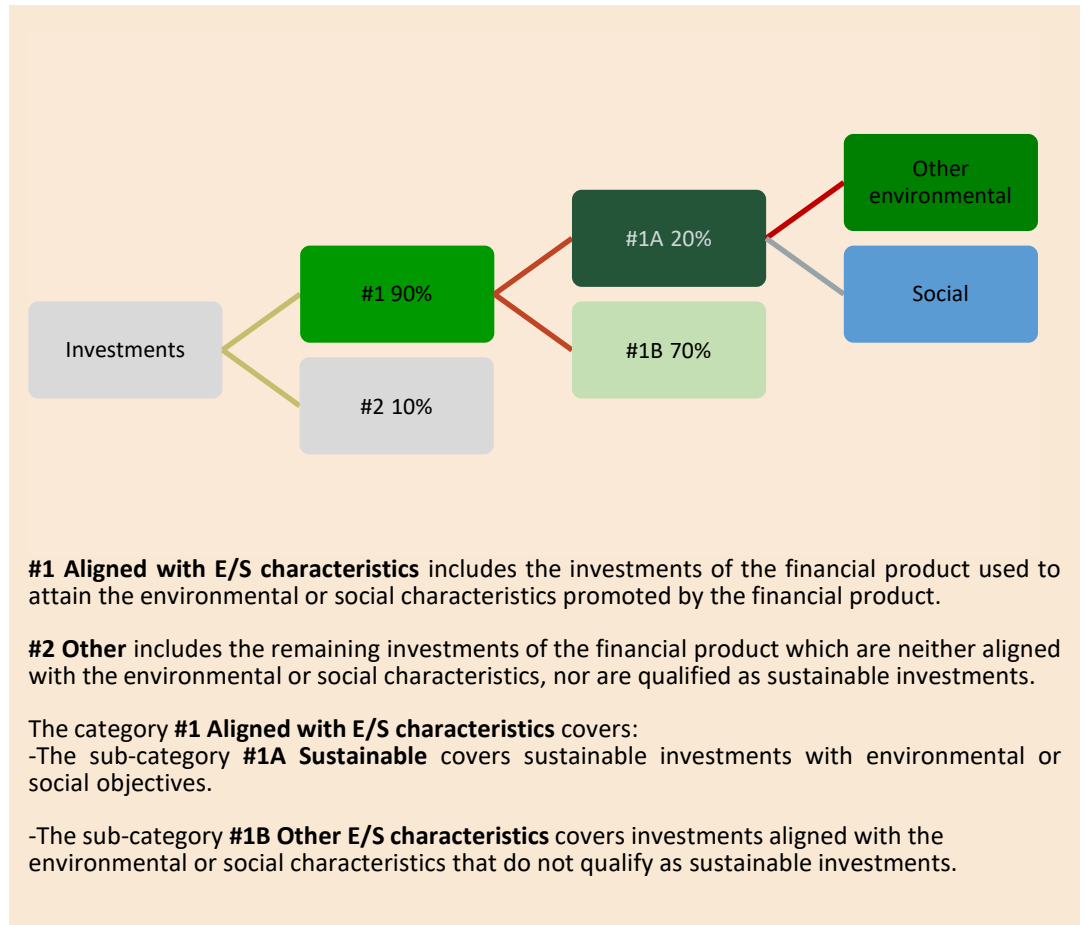 Other
environmental
#1A 20%
#1 90%
Social
Investments
#1B 70%
#2 10%
#1 Aligned with E/S characteristics includes the investments of the financial product used to
attain the environmental or social characteristics promoted by the financial product.
#2 Other includes the remaining investments of the financial product which are neither aligned
with the environmental or social characteristics, nor are qualified as sustainable investments.
The category #1 Aligned with E/S characteristics covers:
-The sub-category #1A Sustainable covers sustainable investments with environmental or
social objectives.
-The sub-category #1B Other E/S characteristics covers investments aligned with the
environmental or social characteristics that do not qualify as sustainable investments.